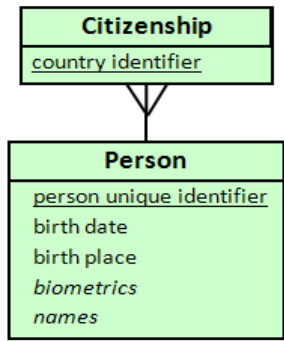 Citizenship
country identifier
Person
person unique identifier
birth date
birth place
biometrics
names